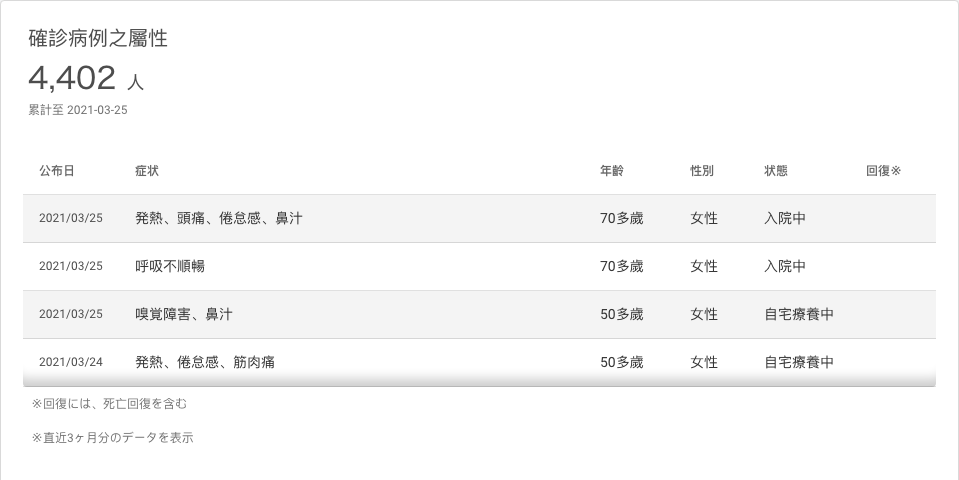 確診病例之屬性
4,402 人
累計至 2021-03-25
公布日 症状 年齡 性別 状態 回復※
2021/03/25 発熱、頭痛、倦怠感、鼻汁 70多歲 女性 入院中
2021/03/25 呼吸不順暢 70多歲 女性 入院中
2021/03/25 嗅覚障害、鼻汁 50多歲 女性 自宅療養中
2021/03/24 発熱、倦怠感、筋肉痛 50多歲 女性 自宅療養中
※回復には、死亡回復を含む
※直近3ヶ月分のデータを表示